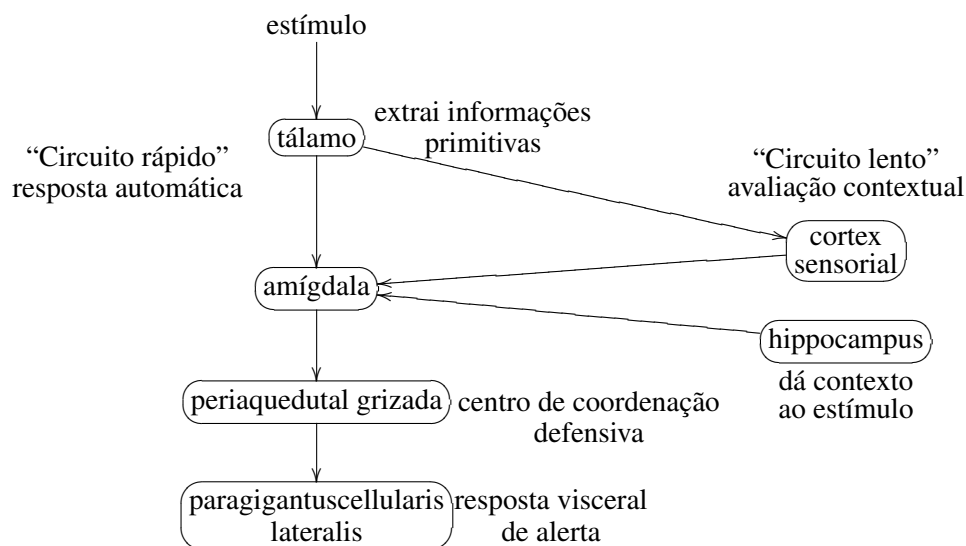 estímulo
tálamo
extrai informações
primitivas
“Circuito rápido”
resposta automática
“Circuito lento”
avaliação contextual
cortex
sensorial
amígdala
hippocampus
dá contexto
ao estímulo
periaquedutal grizada
centro de coordenação
defensiva
paragigantuscellularis
lateralis
resposta visceral
de alerta